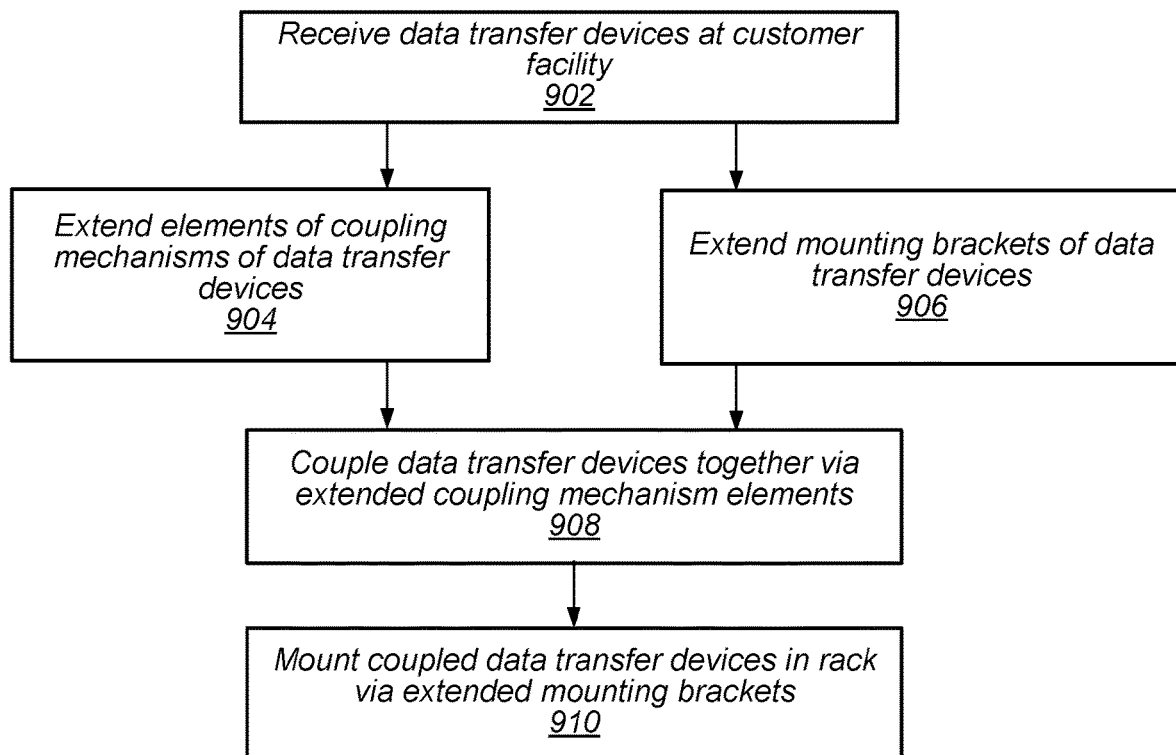 Receive data transfer devices at customer
facility
902
Extend elements of coupling
mechanisms of data transfer
devices
904
Extend mounting brackets of data
transfer devices
906
Couple data transfer devices together via
extended coupling mechanism elements
908
Mount coupled data transfer devices in rack
via extended mounting brackets
910